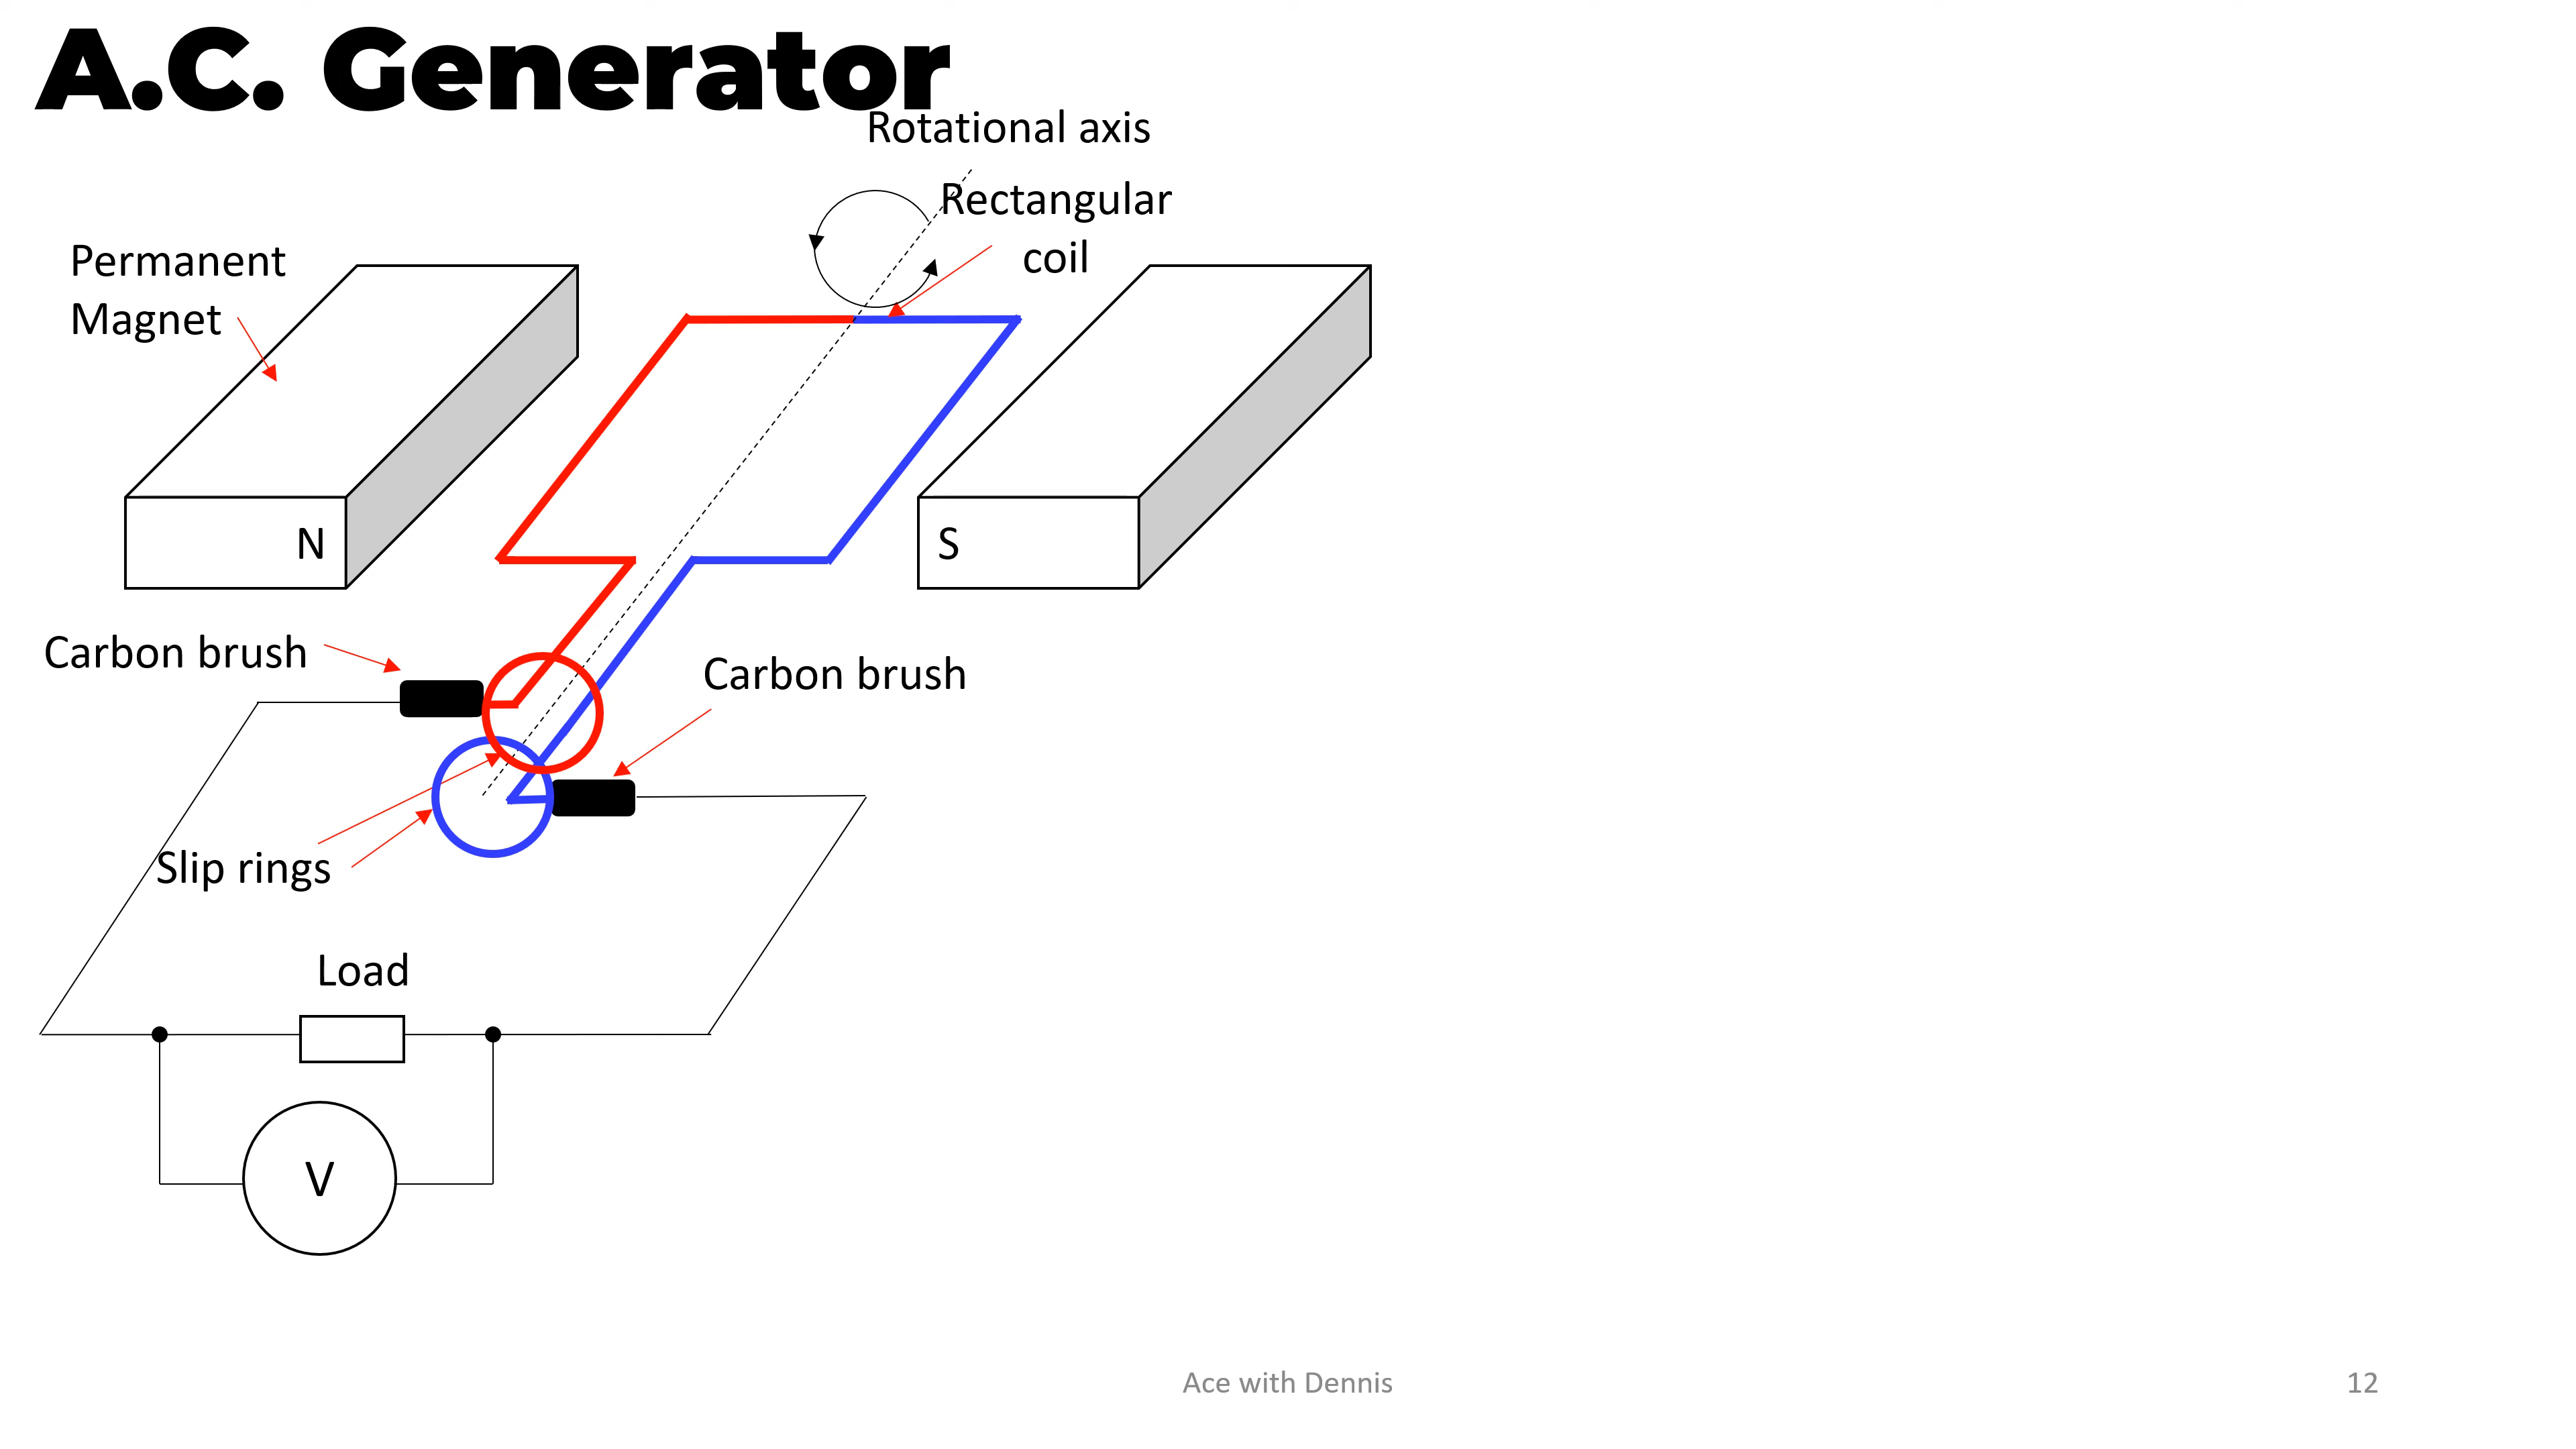 A.C. Generator
Rotational axis
Rectangular
coil
Permanent
Magnet
N
S
Carbon brush
Carbon brush
Slip rings
Load
V
Ace with Dennis
12